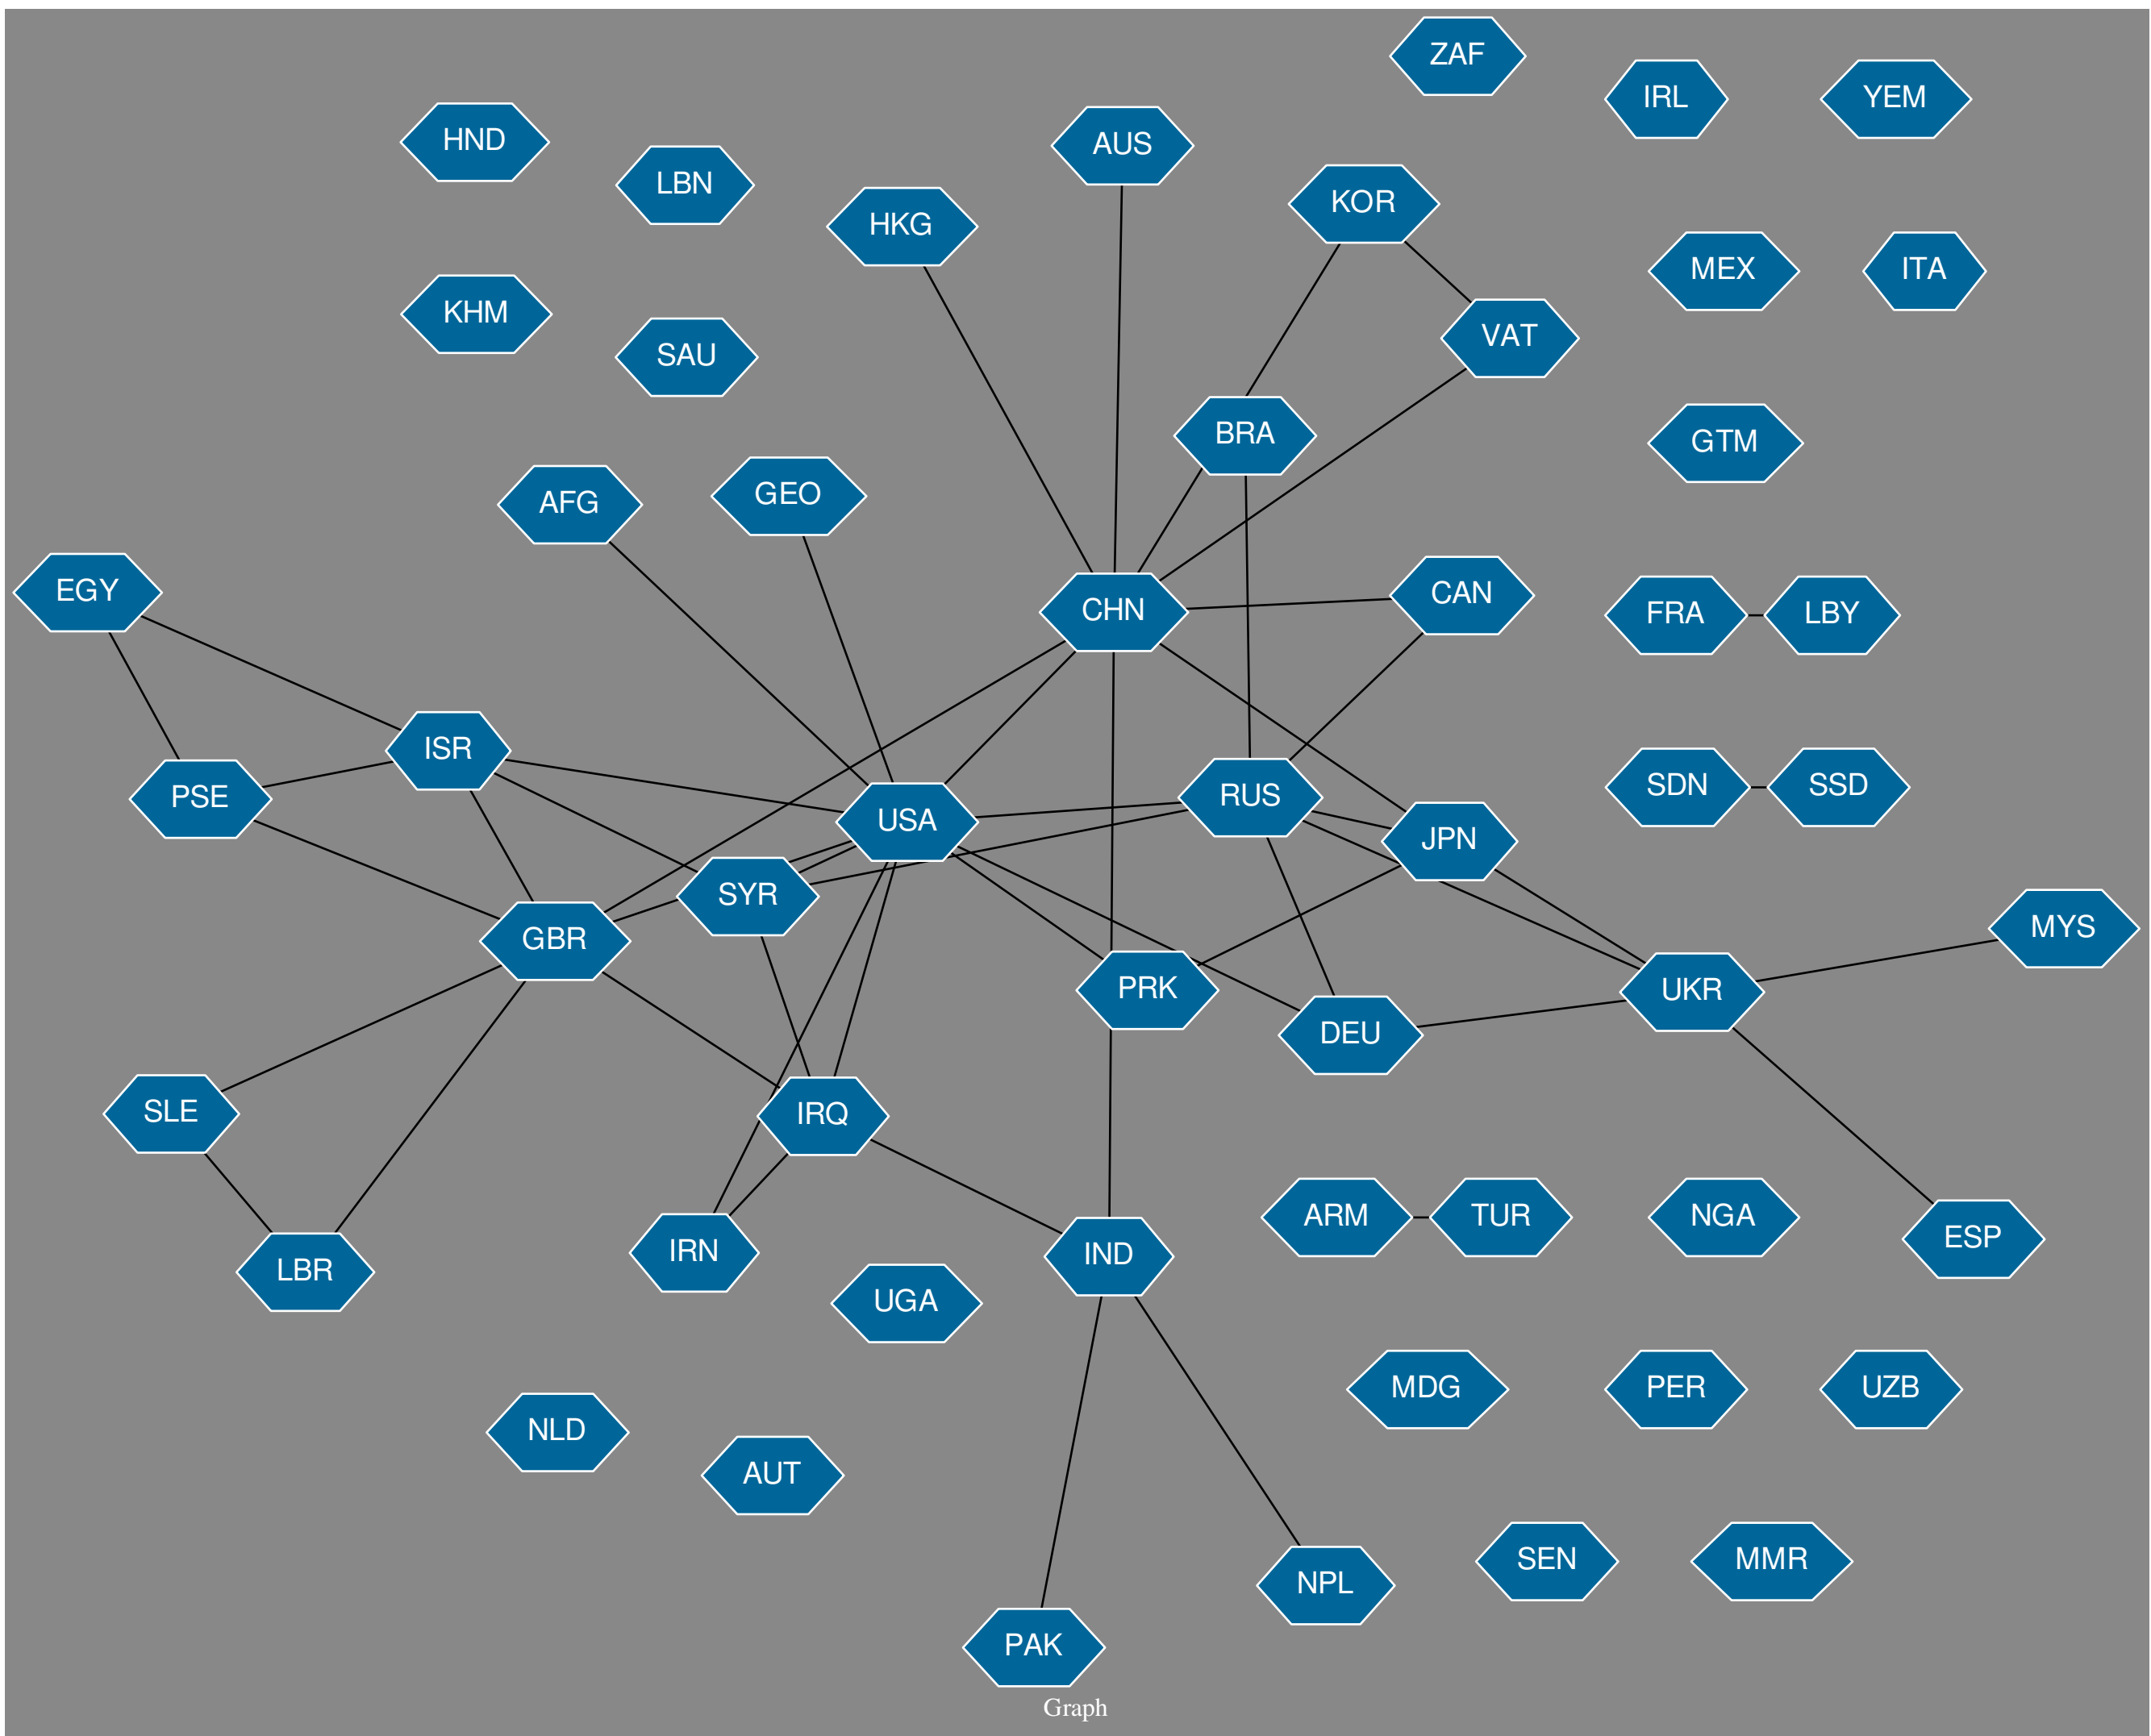 ZAF
IRL
YEM
HND
AUS
LBN
KOR
HKG
MEX
ITA
KHM
VAT
SAU
BRA
GTM
GEO
AFG
EGY
CAN
CHN
FRA
LBY
ISR
SDN
SSD
RUS
PSE
USA
JPN
SYR
MYS
GBR
PRK
UKR
DEU
SLE
IRQ
ARM
TUR
NGA
ESP
IRN
IND
LBR
UGA
MDG
PER
UZB
NLD
AUT
SEN
MMR
NPL
PAK
Graph